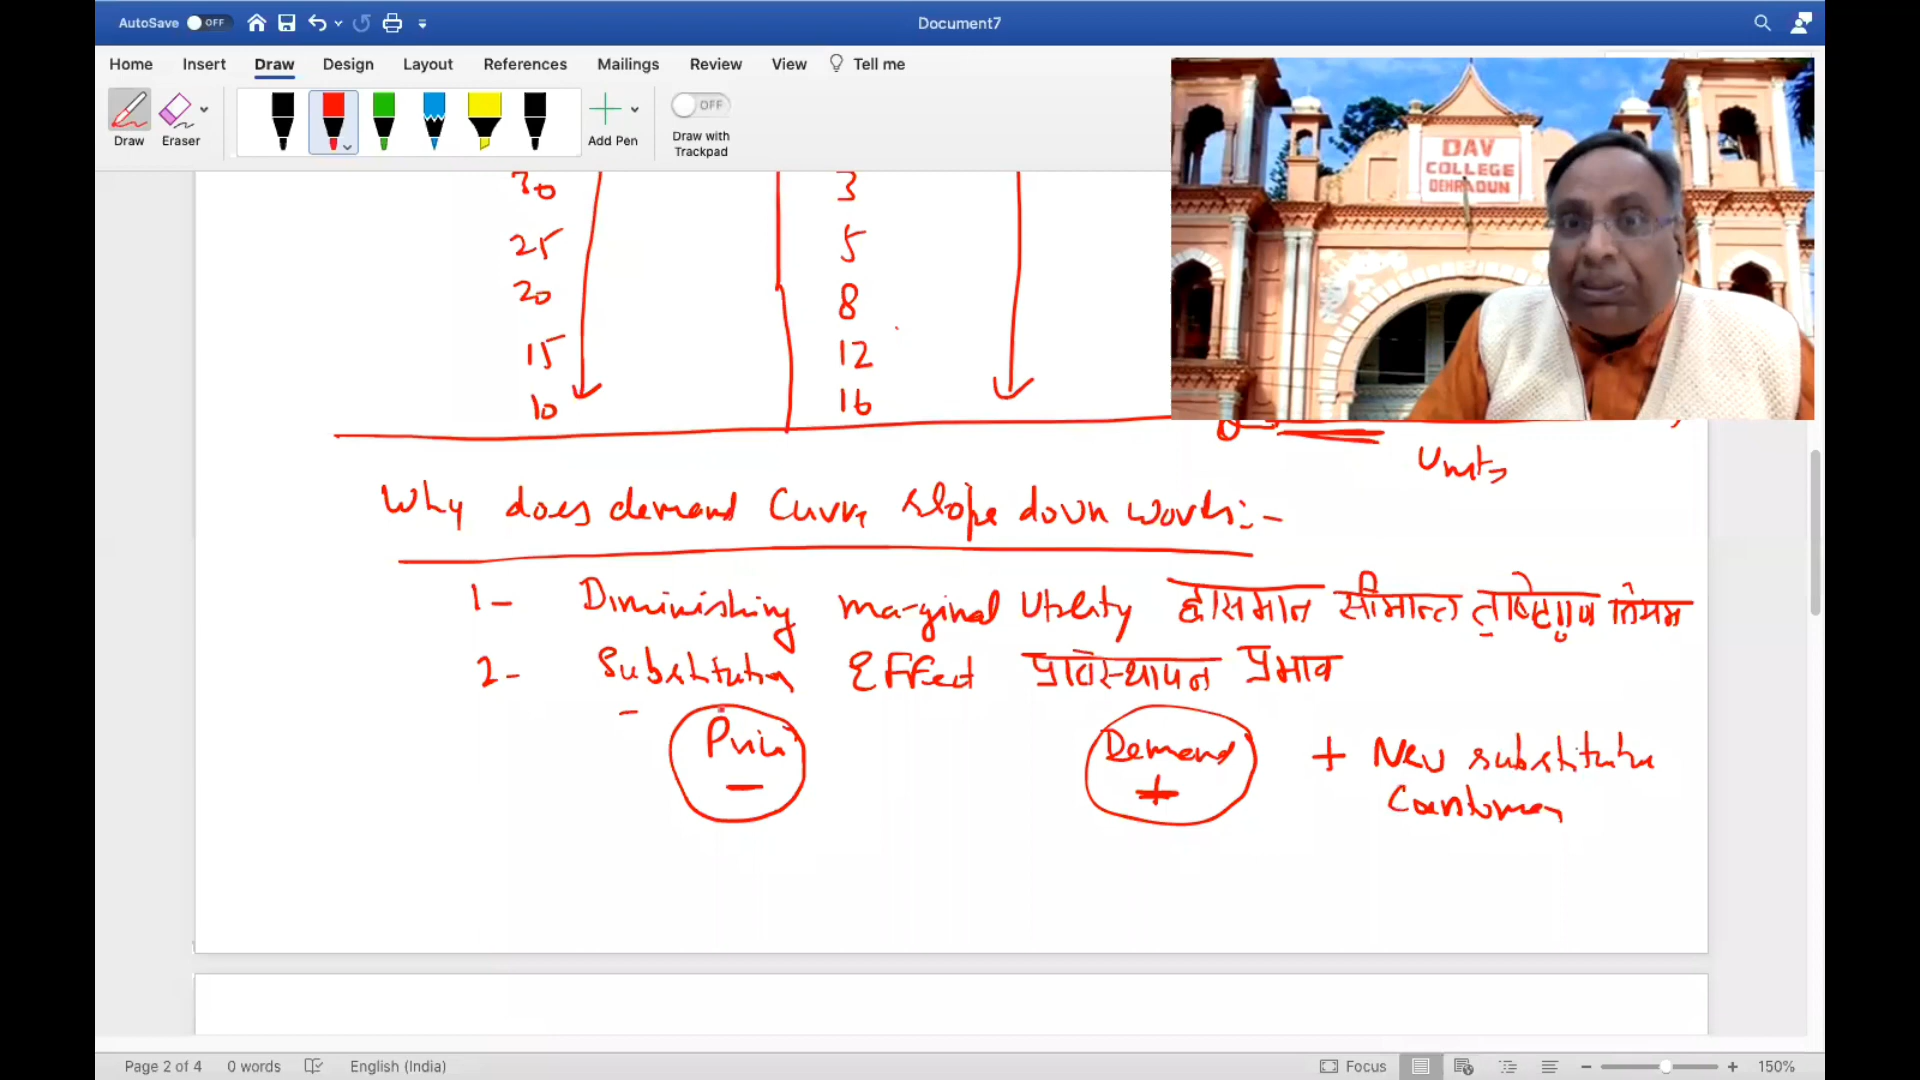 AutoSave OFF Document7
Home Insert Draw Design Layout References Mailings Review View Tell me
OFF
Draw Eraser Add Pen Draw with Trackpad
DAV
COLLEGE
DEHRADUN
30 3
25 5
20 8
15 12
10 16
Units
Why does demand Curve slope down words:-
1- Diminishing marginal Utility ह्रासमान सीमान्त तुष्टिगुण नियम
2- Substitution Effect प्रतिस्थापन प्रभाव
Price Demand + New substitute
- + Customer
Page 2 of 4 0 words English (India) Focus 150%